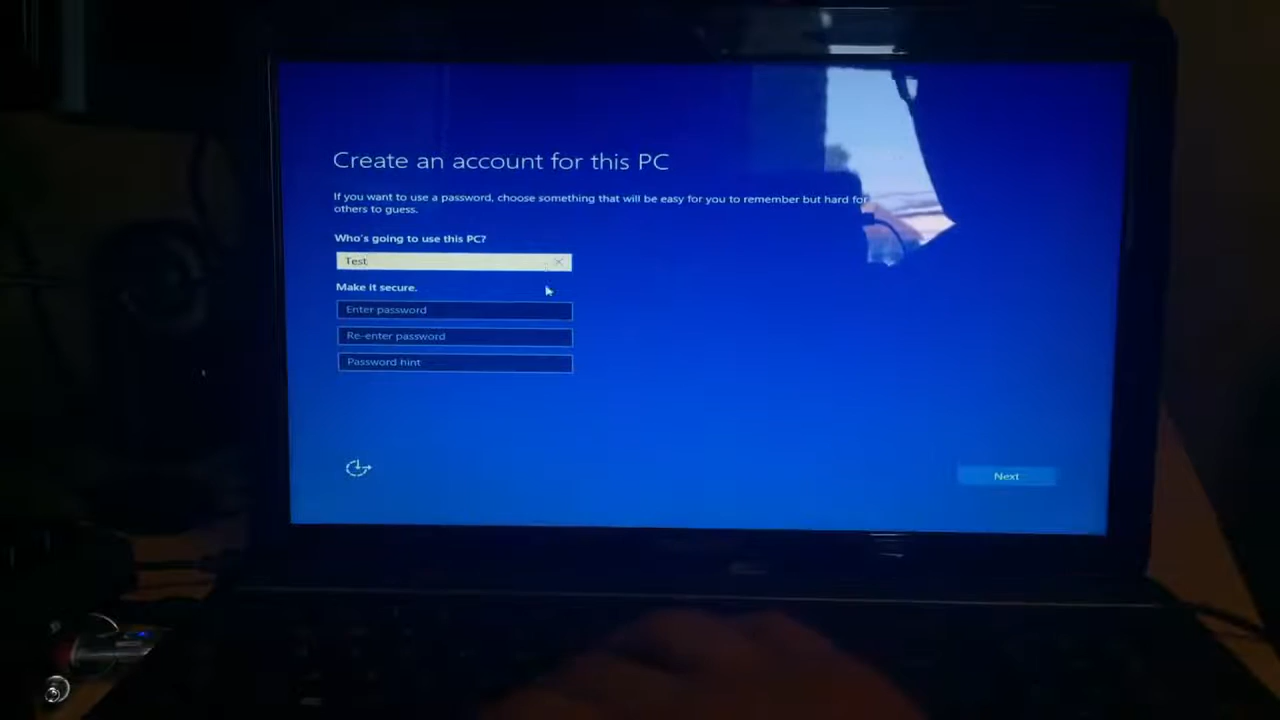 Create an account for this PC
If you want to use a password, choose something that will be easy for you to remember but hard for
others to guess.
Who's going to use this PC?
Test
Make it secure.
Enter password
Re-enter password
Password hint
Next